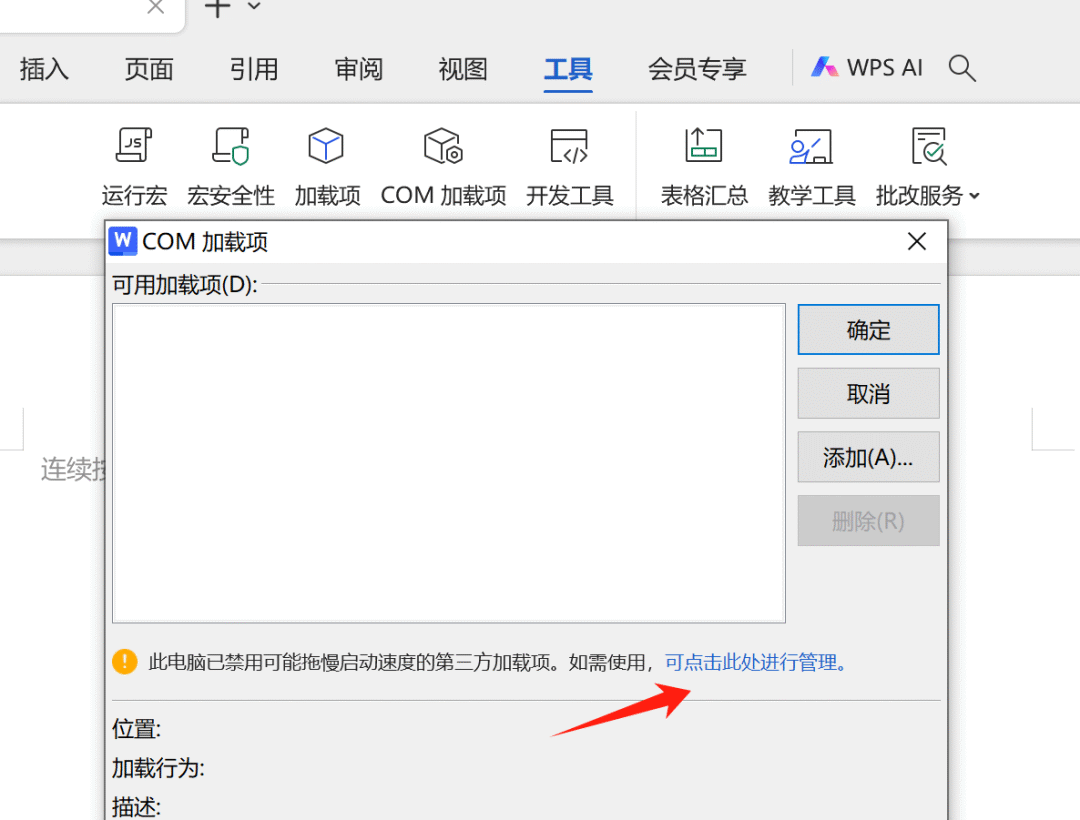 插入 页面 引用 审阅 视图 工具 会员专享 WPS AI
JS
运行宏 宏安全性 加载项 COM 加载项 开发工具 表格汇总 教学工具 批改服务
W COM 加载项
可用加载项(D):
确定
取消
添加(A)...
删除(R)
连续按
! 此电脑已禁用可能拖慢启动速度的第三方加载项。如需使用，可点击此处进行管理。
位置:
加载行为:
描述: